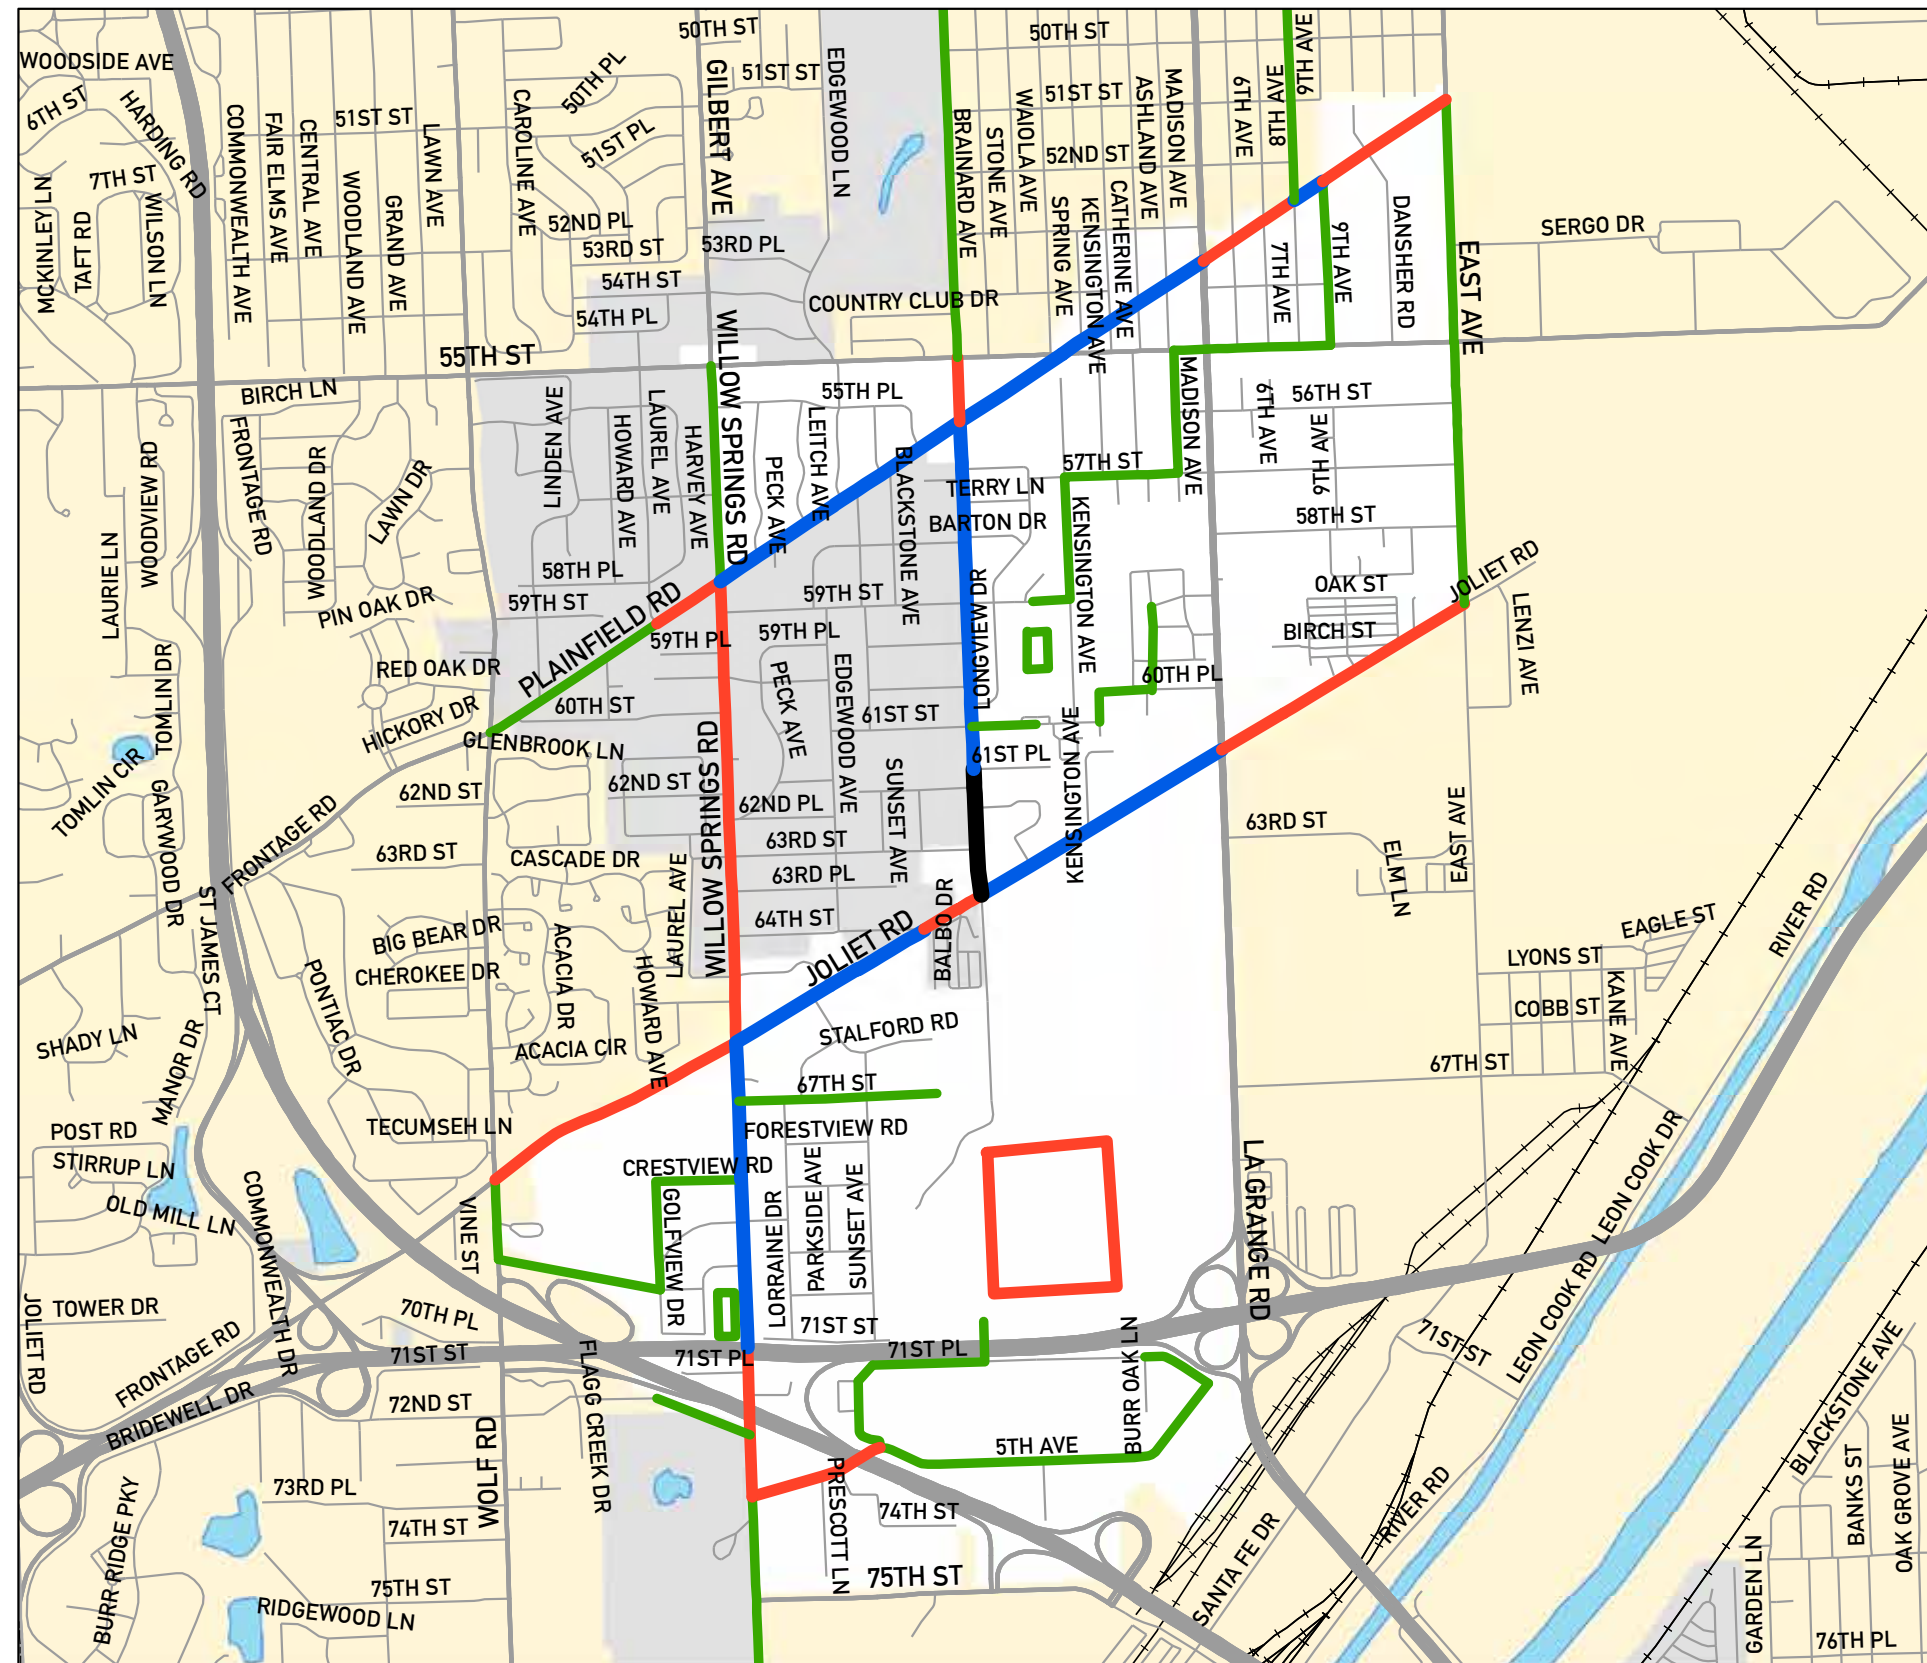 WOODSIDE AVE
6TH ST
HARDING RD
7TH ST
MCKINLEY LN
TAFT RD
WILSON LN
COMMONWEALTH AVE
FAIR ELMS AVE
CENTRAL AVE
51ST ST
WOODLAND AVE
GRAND AVE
LAWN AVE
CAROLINE AVE
50TH PL
51ST PL
52ND PL
53RD ST
54TH ST
54TH PL
50TH ST
GILBERT AVE
51ST ST
EDGEWOOD LN
53RD PL
COUNTRY CLUB DR
BRAINARD AVE
STONE AVE
WAIOLA AVE
50TH ST
51ST ST
52ND ST
SPRING AVE
KENSINGTON AVE
CATHERINE AVE
ASHLAND AVE
MADISON AVE
6TH AVE
8TH AVE
9TH AVE
7TH AVE
9TH AVE
DANSHER RD
EAST AVE
SERGO DR
55TH ST
BIRCH LN
FRONTAGE RD
WOODVIEW RD
LAURIE LN
WOODLAND DR
LAWN DR
PIN OAK DR
RED OAK DR
HICKORY DR
TOMLIN DR
TOMLIN CIR
GARYWOOD DR
LINDEN AVE
HOWARD AVE
LAUREL AVE
HARVEY AVE
WILLOW SPRINGS RD
PECK AVE
LEITCH AVE
55TH PL
BLACKSTONE AVE
58TH PL
59TH ST
PLAINFIELD RD
59TH PL
60TH ST
GLENBROOK LN
62ND ST
62ND ST
63RD ST
FRONTAGE RD
CASCADE DR
59TH ST
59TH PL
PECK AVE
EDGEWOOD AVE
61ST ST
SUNSET AVE
62ND PL
63RD ST
63RD PL
64TH ST
WILLOW SPRINGS RD
LAUREL AVE
TERRY LN
BARTON DR
LONGVIEW DR
57TH ST
KENSINGTON AVE
MADISON AVE
6TH AVE
56TH ST
9TH AVE
58TH ST
OAK ST
BIRCH ST
JOLIET RD
LENZI AVE
60TH PL
61ST PL
KENSINGTON AVE
63RD ST
ELM LN
EAST AVE
RIVER RD
EAGLE ST
LYONS ST
COBB ST
KANE AVE
67TH ST
ST JAMES CT
BIG BEAR DR
CHEROKEE DR
PONTIAC DR
ACACIA DR
HOWARD AVE
ACACIA CIR
JOLIET RD
BALBO DR
STALFORD RD
67TH ST
FORESTVIEW RD
CRESTVIEW RD
SHADY LN
MANOR DR
TECUMSEH LN
POST RD
STIRRUP LN
OLD MILL LN
COMMONWEALTH DR
VINE ST
GOLFVIEW DR
LORRAINE DR
PARKSIDE AVE
SUNSET AVE
71ST ST
71ST PL
71ST PL
LA GRANGE RD
LEON COOK DR
LEON COOK RD
71ST ST
JOLIET RD
TOWER DR
FRONTAGE RD
BRIDEWELL DR
70TH PL
71ST ST
72ND ST
WOLF RD
FLAGG CREEK DR
73RD PL
74TH ST
75TH ST
RIDGEWOOD LN
BURR RIDGE PKY
BURR OAK LN
5TH AVE
PRESCOTT LN
74TH ST
75TH ST
SANTA FE DR
RIVER RD
BLACKSTONE AVE
BANKS ST
OAK GROVE AVE
GARDEN LN
76TH PL